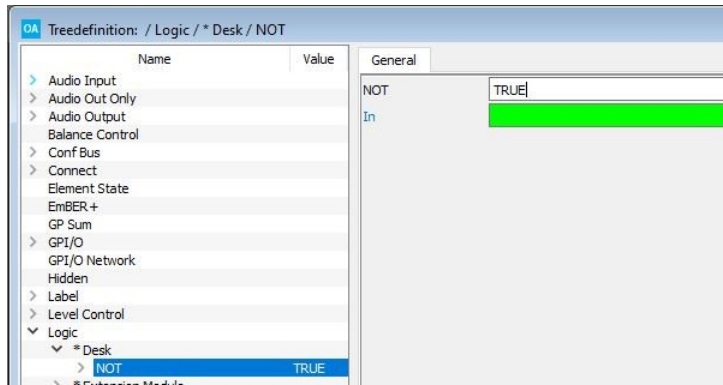 OA Treedefinition: / Logic / * Desk / NOT
Name Value
General
Audio Input
NOT TRUE
Audio Out Only
Audio Output
In
Balance Control
Conf Bus
Connect
Element State
EmBER+
GP Sum
GPI/O
GPI/O Network
Hidden
Label
Level Control
Logic
* Desk
NOT TRUE
* Extension Module